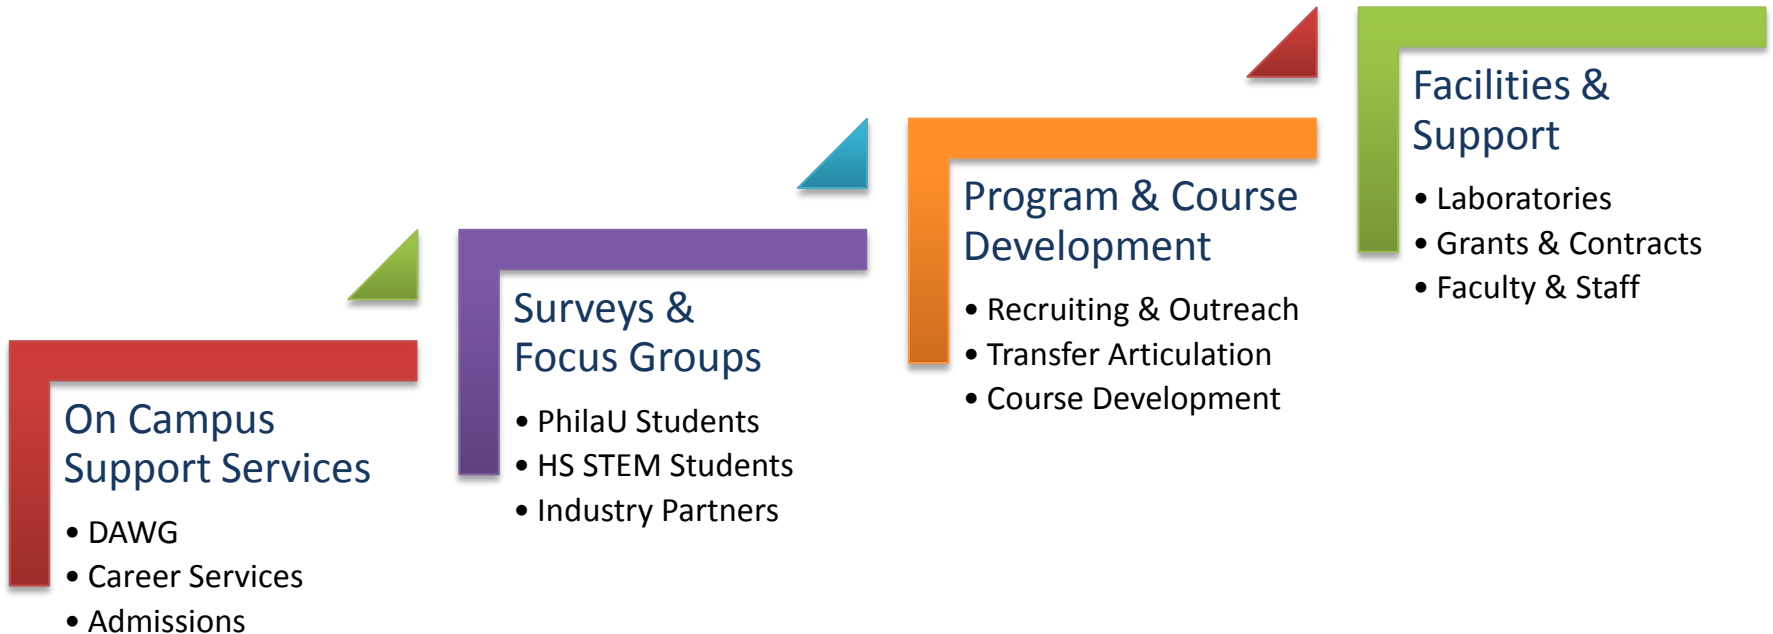 On Campus
Support Services
• DAWG
• Career Services
• Admissions
Surveys &
Focus Groups
• PhilaU Students
• HS STEM Students
• Industry Partners
Program & Course
Development
• Recruiting & Outreach
• Transfer Articulation
• Course Development
Facilities &
Support
• Laboratories
• Grants & Contracts
• Faculty & Staff